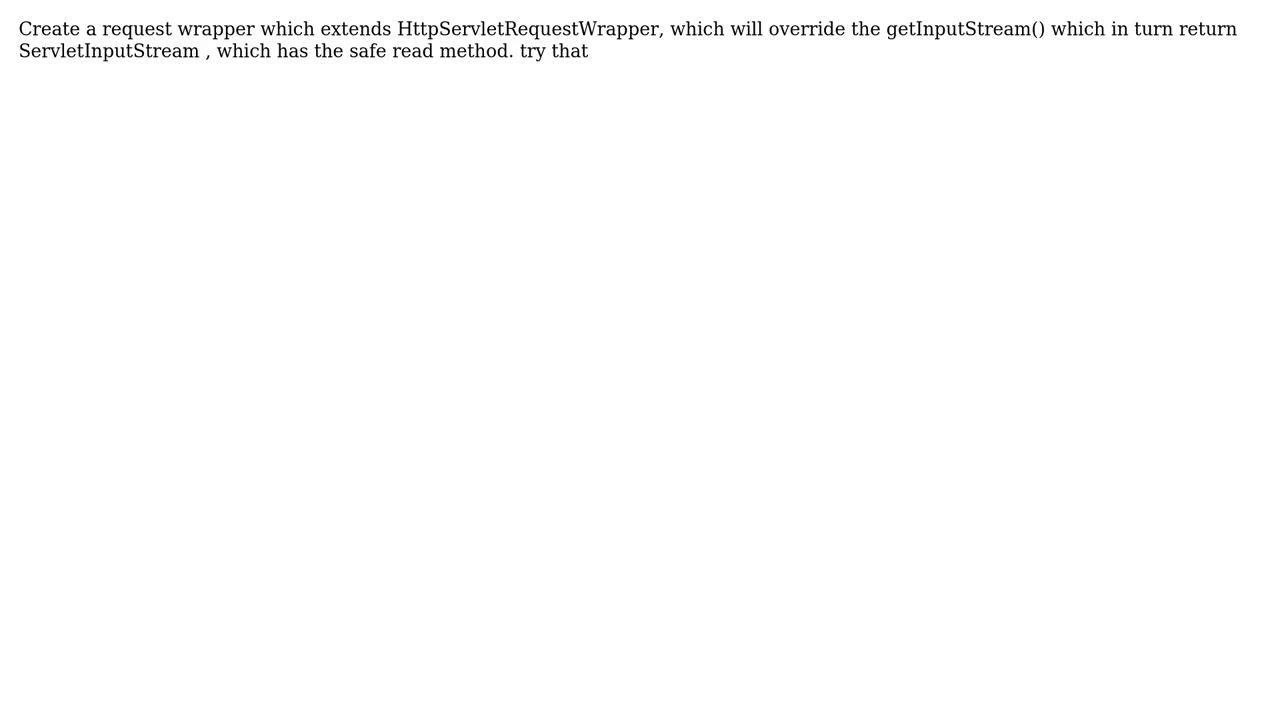 Create a request wrapper which extends HttpServletRequestWrapper, which will override the getInputStream() which in turn return
ServletInputStream , which has the safe read method. try that